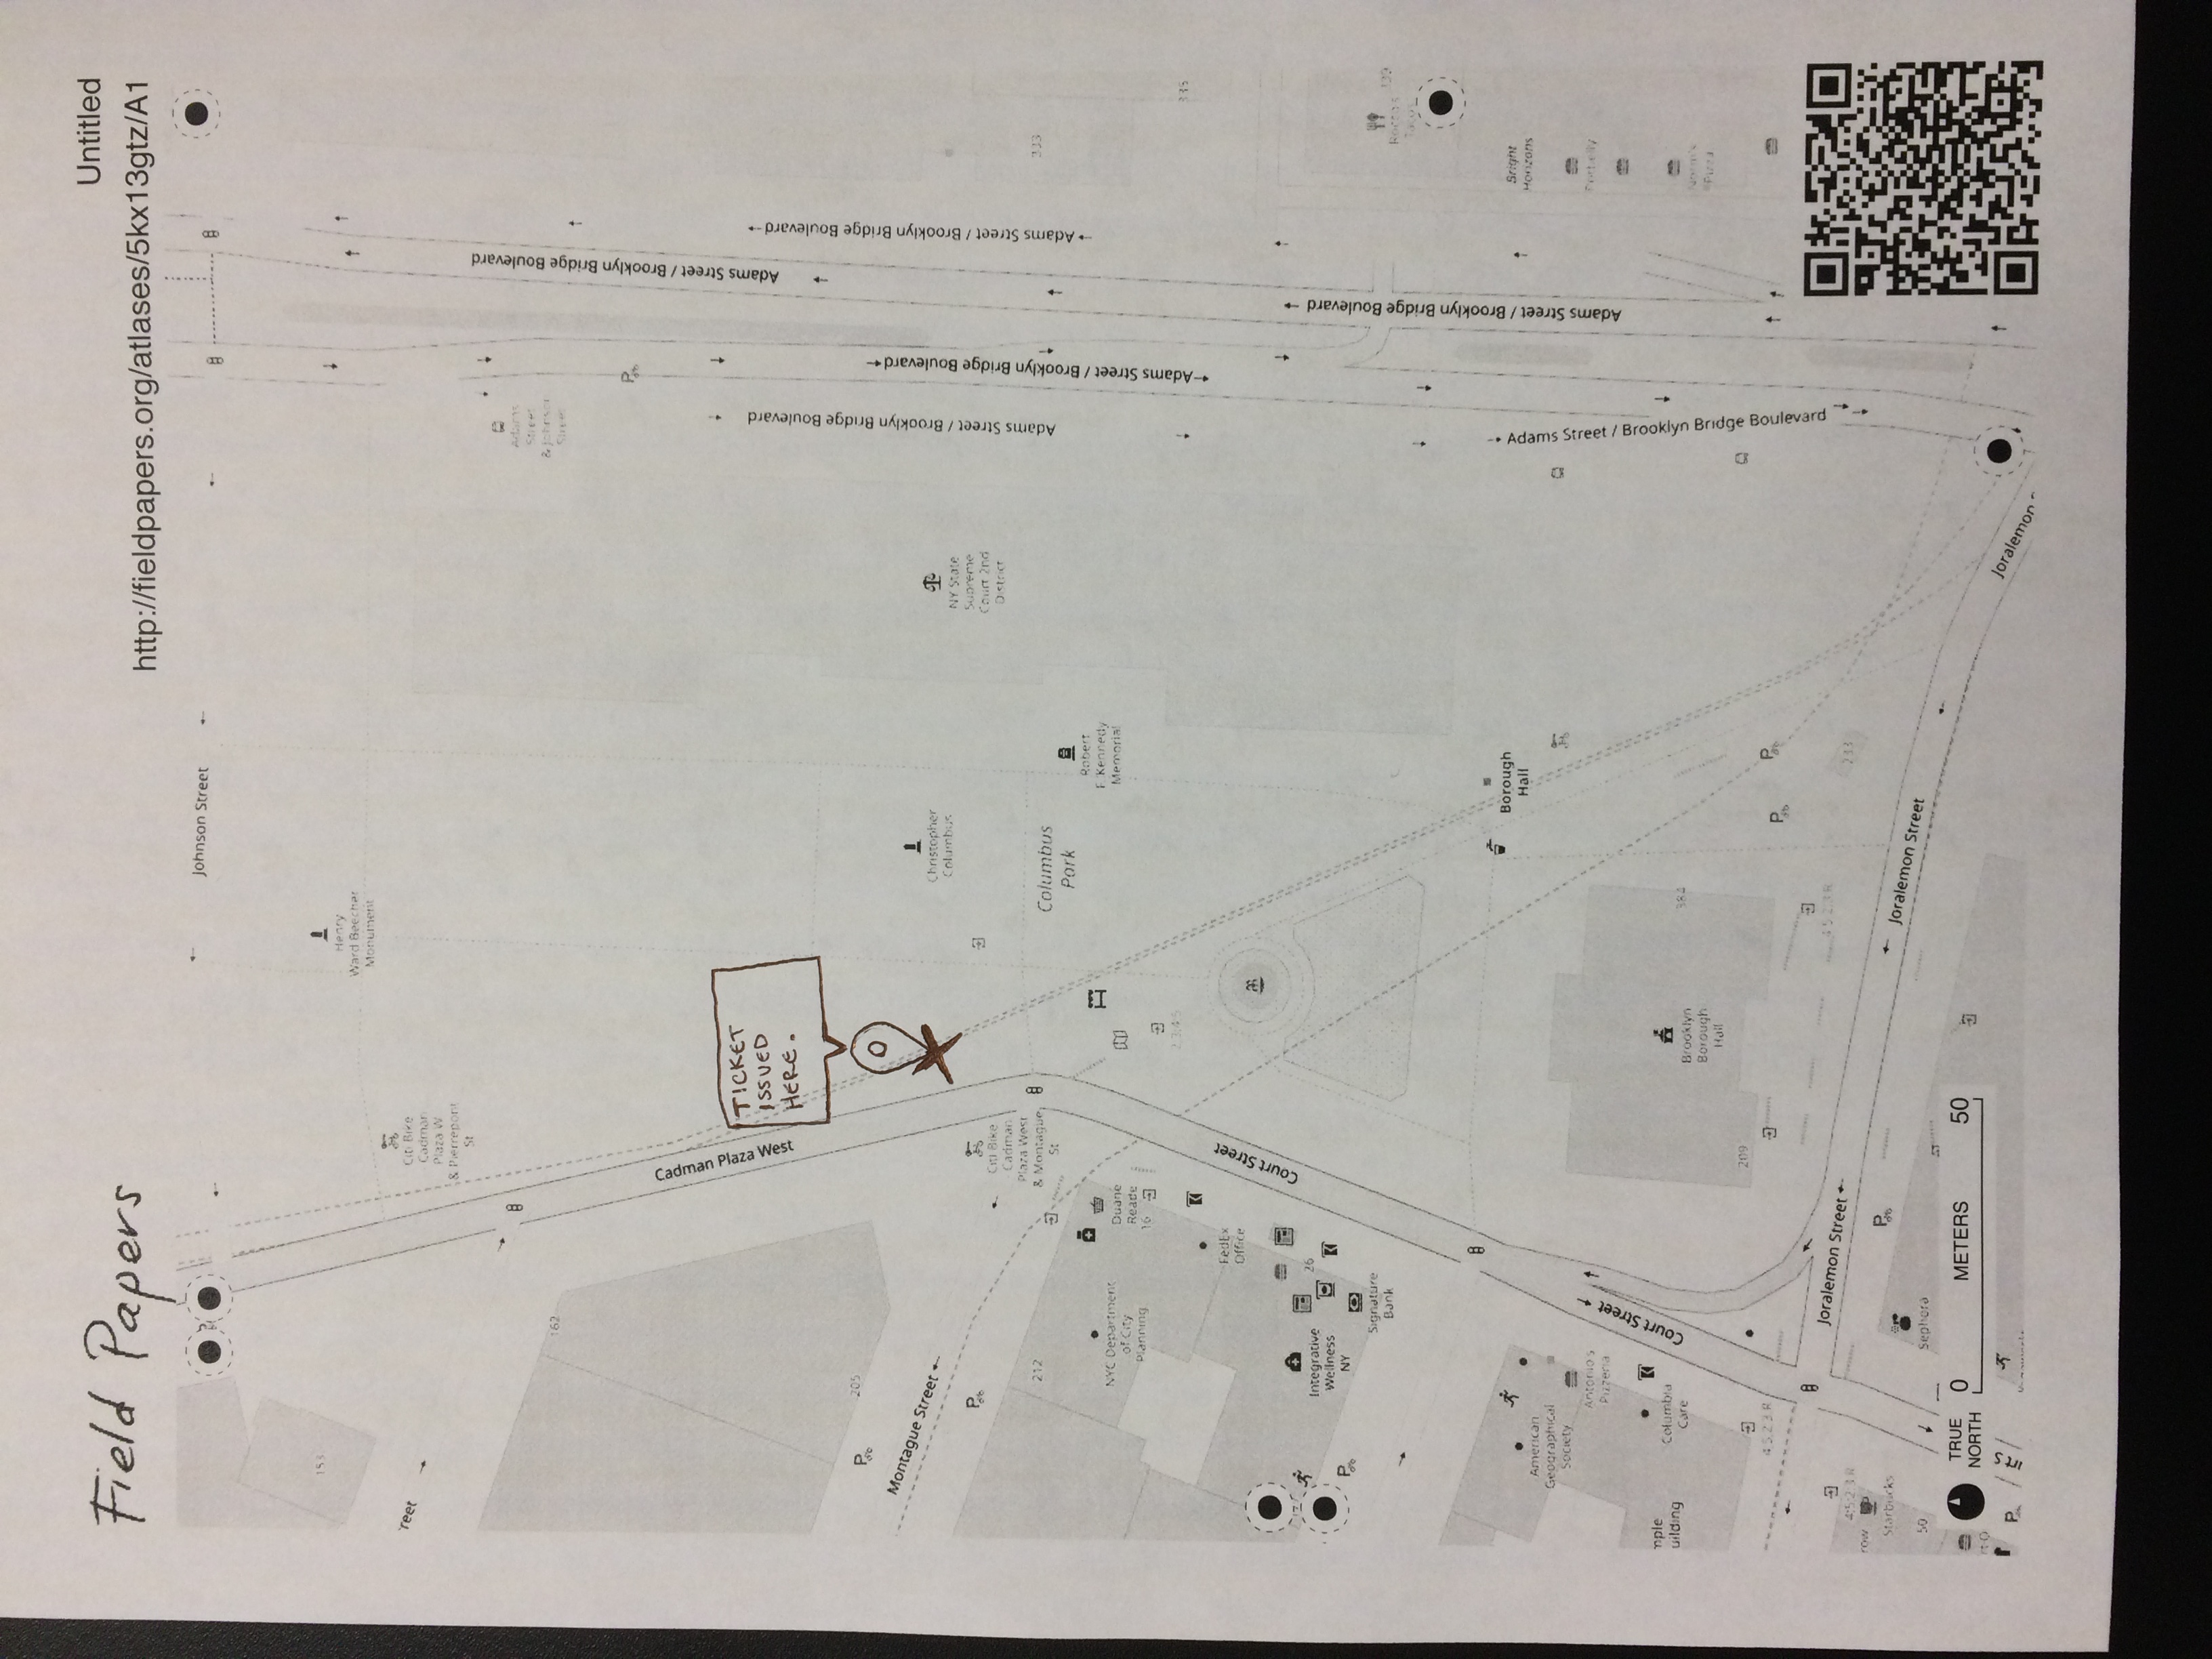 Field Papers
Untitled
http://fieldpapers.org/atlases/5kx13gtz/A1
Johnson Street
153
Henry
Ward Beecher
Monument
reet
Citi Bike
Cadman
Plaza W
& Pierrepont
St
Adams
Street
& Johnson
Street
162
Cadman Plaza West
TICKET
ISSUED
HERE.
Adams Street / Brooklyn Bridge Boulevard
Adams Street / Brooklyn Bridge Boulevard
Adams Street / Brooklyn Bridge Boulevard
Adams Street / Brooklyn Bridge Boulevard
205
Montague Street
Christopher
Columbus
NY State
Supreme
Court 2nd
District
Citi Bike
Cadman
Plaza West
& Montague
St
212
Columbus
Park
333
Robert
F. Kennedy
Memorial
NYC Department
of City
Planning
Duane
Reade
16
2;3;4;5
335
FedEx
Office
Court Street
26
Integrative
Wellness
NY
Signature
Bank
Adams Street / Brooklyn Bridge Boulevard
339
Borough
Hall
Bright
Horizons
American
Geographical
Society
Antonio's
Pizzeria
Adams Street / Brooklyn Bridge Boulevard
Court Street
mple
uilding
Columbia
Care
Brooklyn
Borough
Hall
384
Pizza
209
4;5;2;3;R
4;5;2;3;R
Joralemon Street
233
4;5;2;3;R
row
Starbucks
Joralemon Street
50
Sephora
TRUE
NORTH
0 METERS 50
rt S
Joralemon